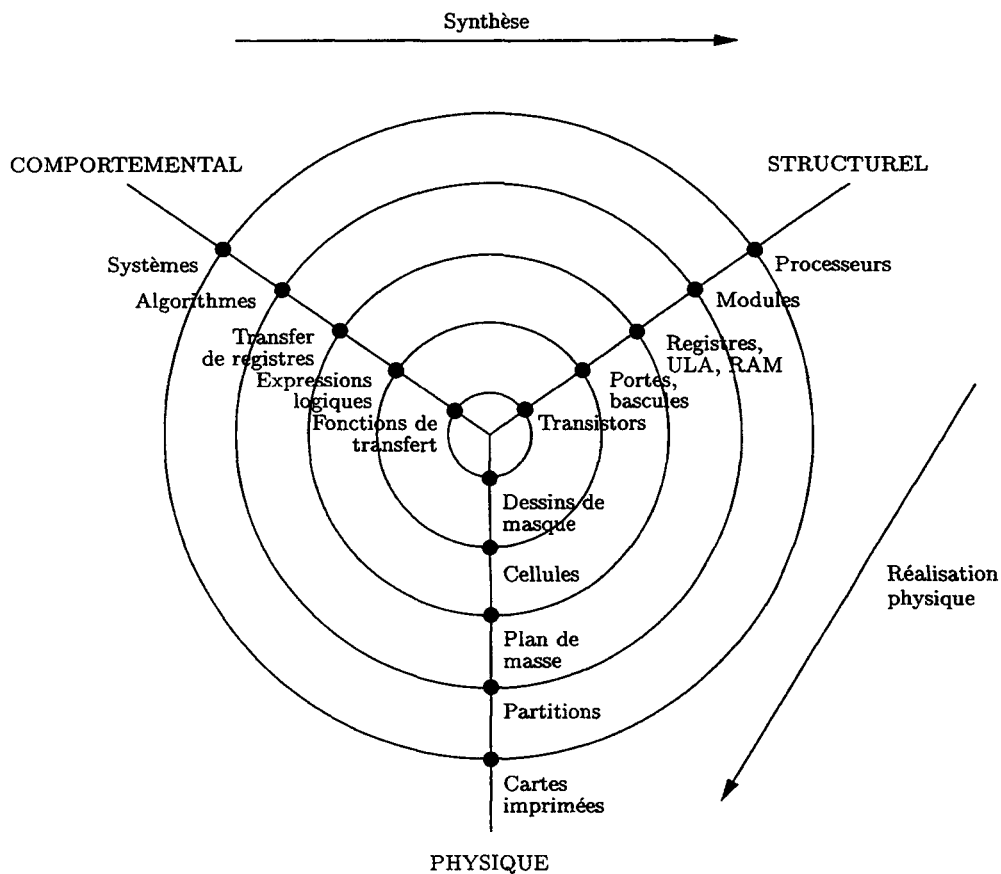 Synthèse
COMPORTEMENTAL
STRUCTUREL
Systèmes
Processeurs
Algorithmes
Modules
Transfer
de registres
Registres,
ULA, RAM
Expressions
logiques
Portes,
bascules
Fonctions de
transfert
Transistors
Dessins de
masque
Cellules
Réalisation
physique
Plan de
masse
Partitions
Cartes
imprimées
PHYSIQUE